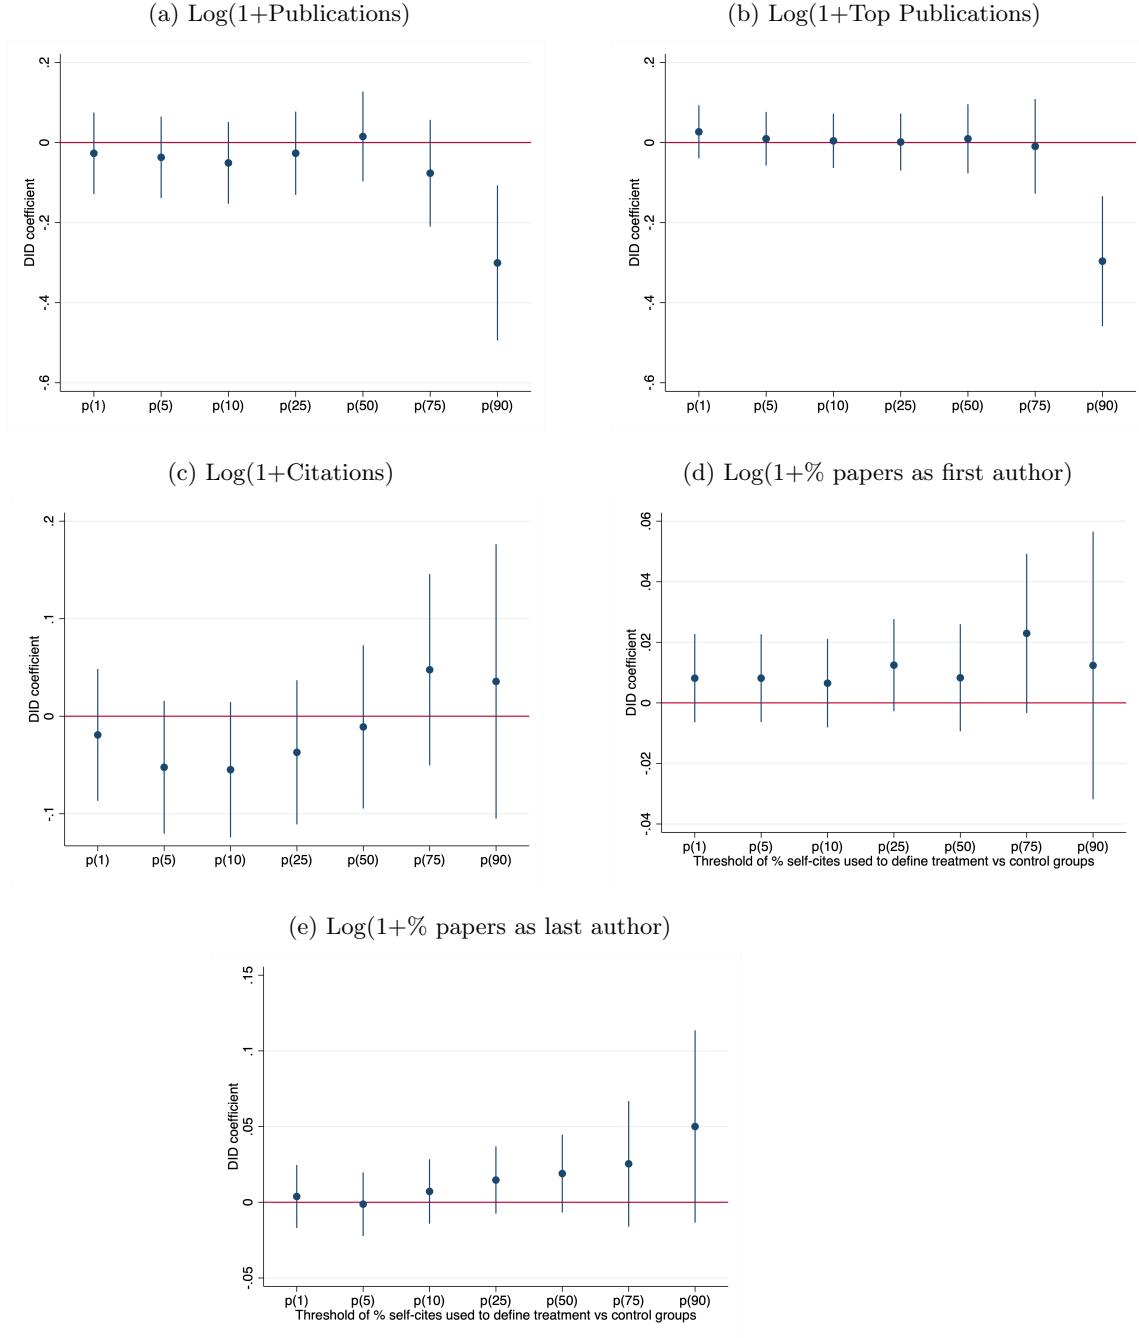 (a) Log(1+Publications)
(b) Log(1+Top Publications)
DID coefficient
.2
0
-.2
-.4
-.6
p(1) p(5) p(10) p(25) p(50) p(75) p(90)
DID coefficient
.2
0
-.2
-.4
-.6
p(1) p(5) p(10) p(25) p(50) p(75) p(90)
(c) Log(1+Citations)
(d) Log(1+% papers as first author)
DID coefficient
.2
.1
0
-.1
p(1) p(5) p(10) p(25) p(50) p(75) p(90)
DID coefficient
.06
.04
.02
0
-.02
-.04
p(1) p(5) p(10) p(25) p(50) p(75) p(90)
Threshold of % self-cites used to define treatment vs control groups
(e) Log(1+% papers as last author)
DID coefficient
.15
.1
.05
0
-.05
p(1) p(5) p(10) p(25) p(50) p(75) p(90)
Threshold of % self-cites used to define treatment vs control groups